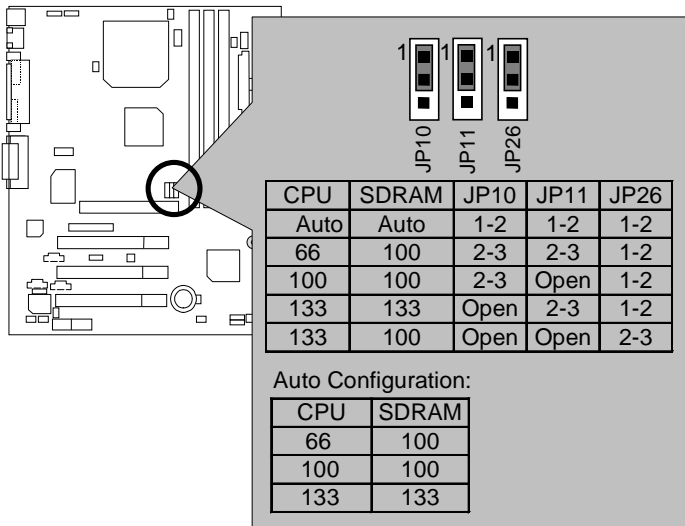 1 1 1
JP10 JP11 JP26
CPU SDRAM JP10 JP11 JP26
Auto Auto 1-2 1-2 1-2
66 100 2-3 2-3 1-2
100 100 2-3 Open 1-2
133 133 Open 2-3 1-2
133 100 Open Open 2-3
Auto Configuration:
CPU SDRAM
66 100
100 100
133 133